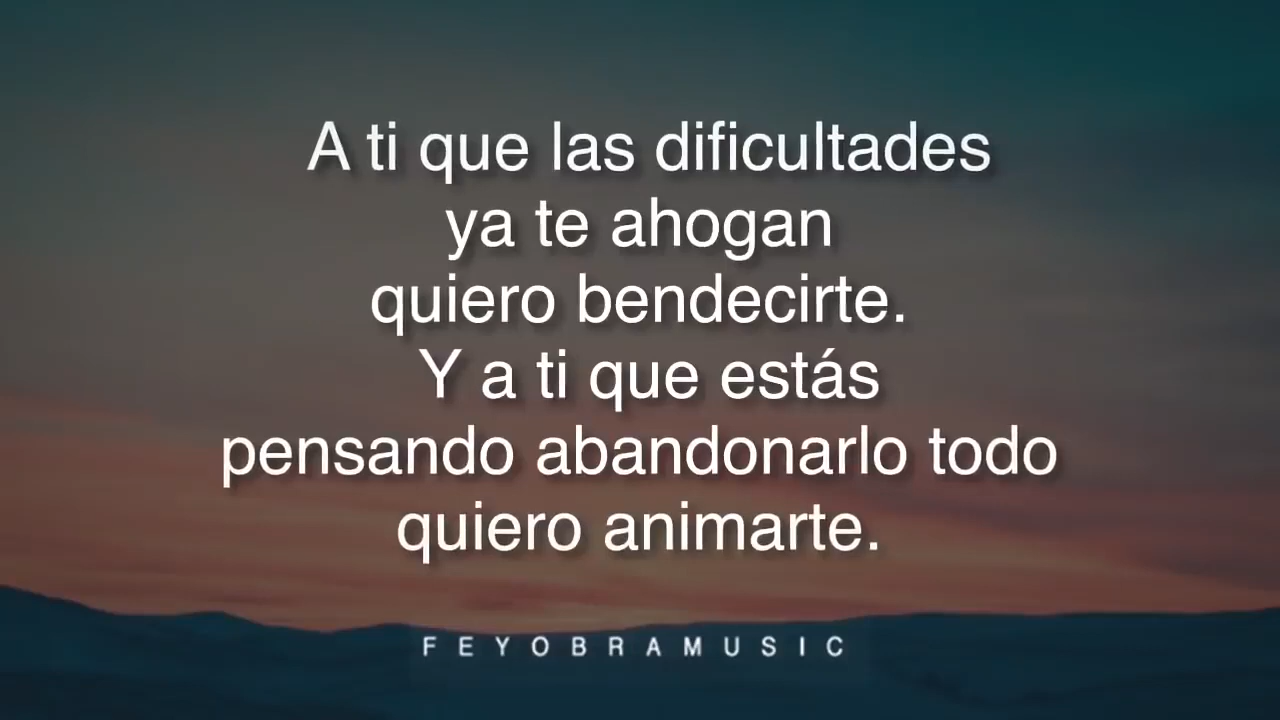 A ti que las dificultades
ya te ahogan
quiero bendecirte.
Y a ti que estás
pensando abandonarlo todo
quiero animarte.
FEYOBRAMUSIC